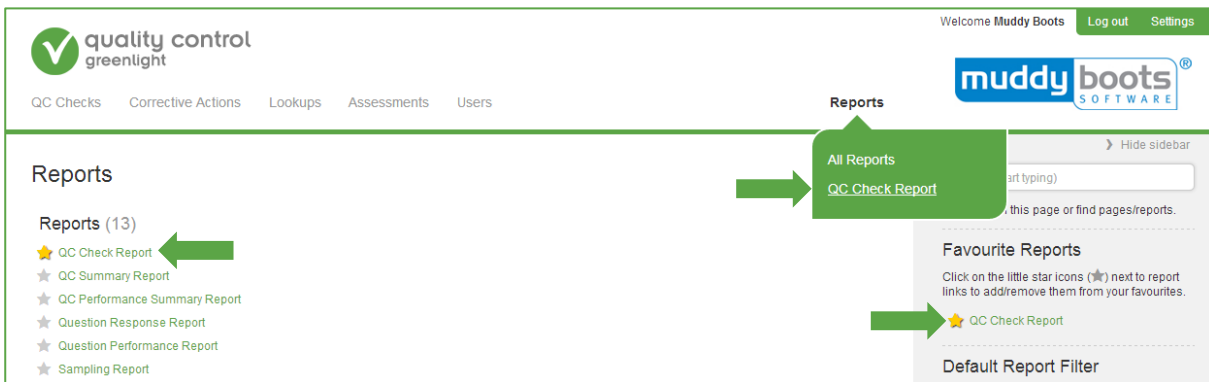 Welcome Muddy Boots
Log out
Settings
quality control
greenlight
muddy boots®
SOFTWARE
QC Checks
Corrective Actions
Lookups
Assessments
Users
Reports
All Reports
QC Check Report
Hide sidebar
typing)
this page or find pages/reports.
Reports
Reports (13)
QC Check Report
QC Summary Report
QC Performance Summary Report
Question Response Report
Question Performance Report
Sampling Report
Favourite Reports
Click on the little star icons (★) next to report
links to add/remove them from your favourites.
QC Check Report
Default Report Filter